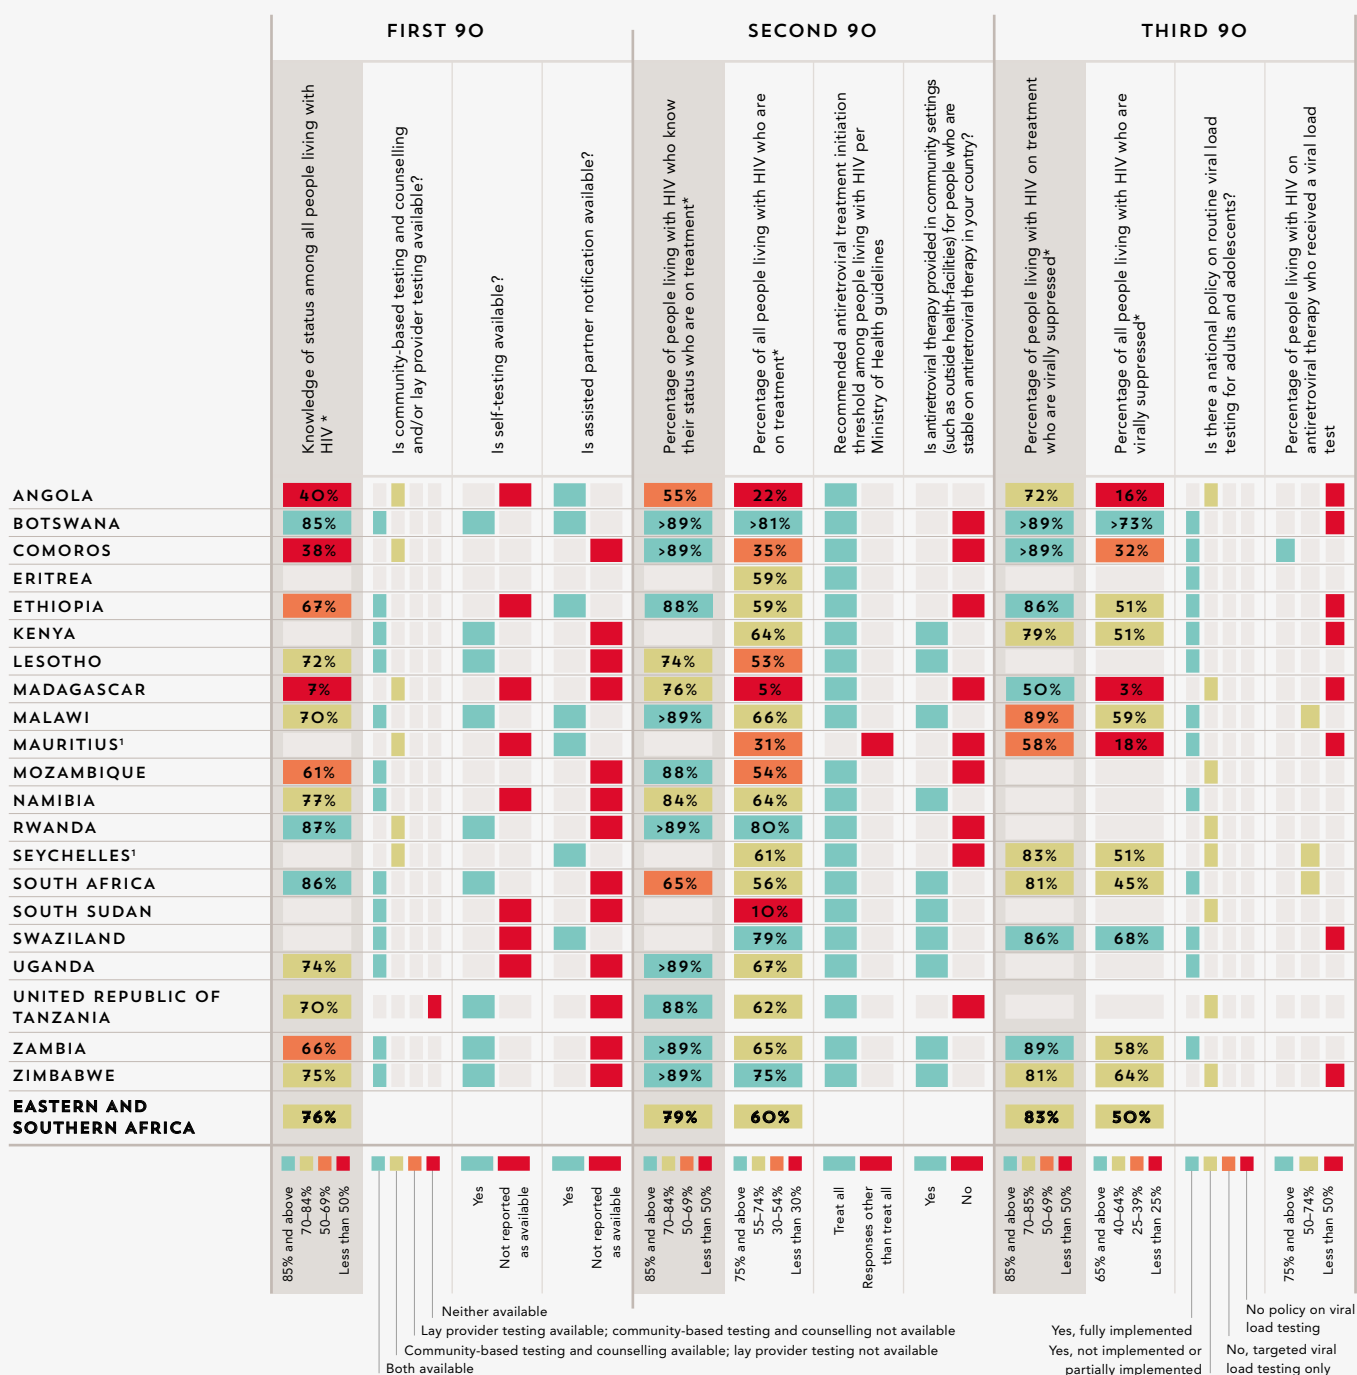 FIRST 90
SECOND 90
THIRD 90
Knowledge of status among all people living with
HIV *
Is community-based testing and counselling
and/or lay provider testing available?
Is self-testing available?
Is assisted partner notification available?
Percentage of people living with HIV who know
their status who are on treatment*
Percentage of all people living with HIV who are
on treatment*
Recommended antiretroviral treatment initiation
threshold among people living with HIV per
Ministry of Health guidelines
Is antiretroviral therapy provided in community settings
(such as outside health-facilities) for people who are
stable on antiretroviral therapy in your country?
Percentage of people living with HIV on treatment
who are virally suppressed*
Percentage of all people living with HIV who are
virally suppressed*
Is there a national policy on routine viral load
testing for adults and adolescents?
Percentage of people living with HIV on
antiretroviral therapy who received a viral load
test
ANGOLA 40% 55% 22% 72% 16%
BOTSWANA 85% >89% >81% >89% >73%
COMOROS 38% >89% 35% >89% 32%
ERITREA 59%
ETHIOPIA 67% 88% 59% 86% 51%
KENYA 64% 79% 51%
LESOTHO 72% 74% 53%
MADAGASCAR 7% 76% 5% 50% 3%
MALAWI 70% >89% 66% 89% 59%
MAURITIUS¹ 31% 58% 18%
MOZAMBIQUE 61% 88% 54%
NAMIBIA 77% 84% 64%
RWANDA 87% >89% 80%
SEYCHELLES¹ 61% 83% 51%
SOUTH AFRICA 86% 65% 56% 81% 45%
SOUTH SUDAN 10%
SWAZILAND 79% 86% 68%
UGANDA 74% >89% 67%
UNITED REPUBLIC OF
TANZANIA 70% 88% 62%
ZAMBIA 66% >89% 65% 89% 58%
ZIMBABWE 75% >89% 75% 81% 64%
EASTERN AND
SOUTHERN AFRICA 76% 79% 60% 83% 50%
85% and above
70–84%
50–69%
Less than 50%
Yes
Not reported
as available
Yes
Not reported
as available
85% and above
70–84%
50–69%
Less than 50%
75% and above
55–74%
30–54%
Less than 30%
Treat all
Responses other
than treat all
Yes
No
85% and above
70–85%
50–69%
Less than 50%
65% and above
40–64%
25–39%
Less than 25%
75% and above
50–74%
Less than 50%
Neither available
Lay provider testing available; community-based testing and counselling not available
Community-based testing and counselling available; lay provider testing not available
Both available
No policy on viral
load testing
Yes, fully implemented
Yes, not implemented or
partially implemented
No, targeted viral
load testing only